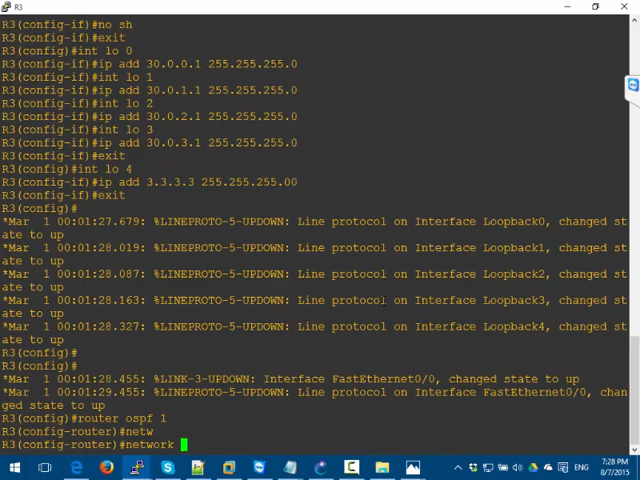 R3
R3(config-if)#no sh
R3(config-if)#exit
R3(config)#int lo 0
R3(config-if)#ip add 30.0.0.1 255.255.255.0
R3(config-if)#int lo 1
R3(config-if)#ip add 30.0.1.1 255.255.255.0
R3(config-if)#int lo 2
R3(config-if)#ip add 30.0.2.1 255.255.255.0
R3(config-if)#int lo 3
R3(config-if)#ip add 30.0.3.1 255.255.255.0
R3(config-if)#exit
R3(config)#int lo 4
R3(config-if)#ip add 3.3.3.3 255.255.255.00
R3(config-if)#exit
R3(config)#
*Mar  1 00:01:27.679: %LINEPROTO-5-UPDOWN: Line protocol on Interface Loopback0, changed st
ate to up
*Mar  1 00:01:28.019: %LINEPROTO-5-UPDOWN: Line protocol on Interface Loopback1, changed st
ate to up
*Mar  1 00:01:28.087: %LINEPROTO-5-UPDOWN: Line protocol on Interface Loopback2, changed st
ate to up
*Mar  1 00:01:28.163: %LINEPROTO-5-UPDOWN: Line protocol on Interface Loopback3, changed st
ate to up
*Mar  1 00:01:28.327: %LINEPROTO-5-UPDOWN: Line protocol on Interface Loopback4, changed st
ate to up
R3(config)#
R3(config)#
*Mar  1 00:01:28.455: %LINK-3-UPDOWN: Interface FastEthernet0/0, changed state to up
*Mar  1 00:01:29.455: %LINEPROTO-5-UPDOWN: Line protocol on Interface FastEthernet0/0, chan
ged state to up
R3(config)#router ospf 1
R3(config-router)#netw
R3(config-router)#network
7:28 PM
8/7/2015